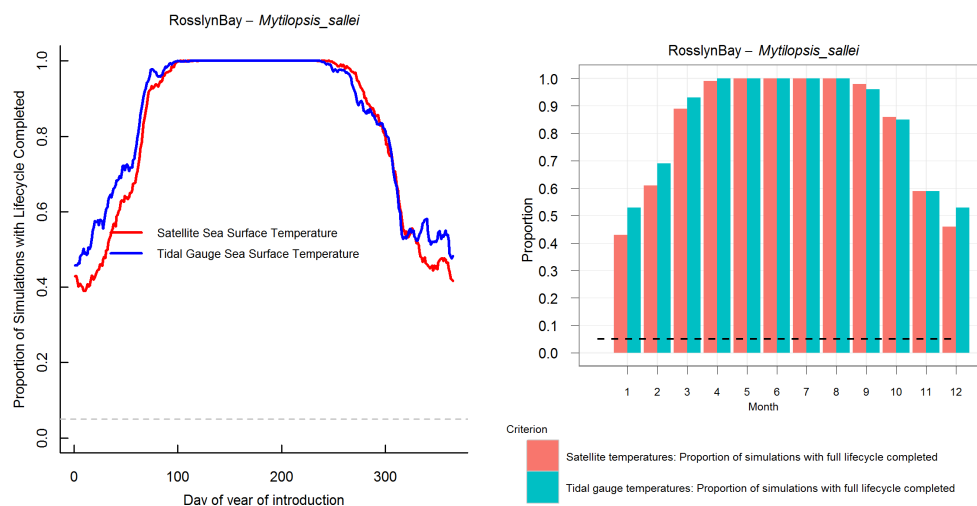 RosslynBay – Mytilopsis_sallei
Proportion of Simulations with Lifecycle Completed
1.0
0.8
0.6
0.4
0.2
0.0
Satellite Sea Surface Temperature
Tidal Gauge Sea Surface Temperature
0 100 200 300
Day of year of introduction
RosslynBay – Mytilopsis_sallei
Proportion
1.0
0.9
0.8
0.7
0.6
0.5
0.4
0.3
0.2
0.1
0.0
1 2 3 4 5 6 7 8 9 10 11 12
Month
Criterion
Satellite temperatures: Proportion of simulations with full lifecycle completed
Tidal gauge temperatures: Proportion of simulations with full lifecycle completed